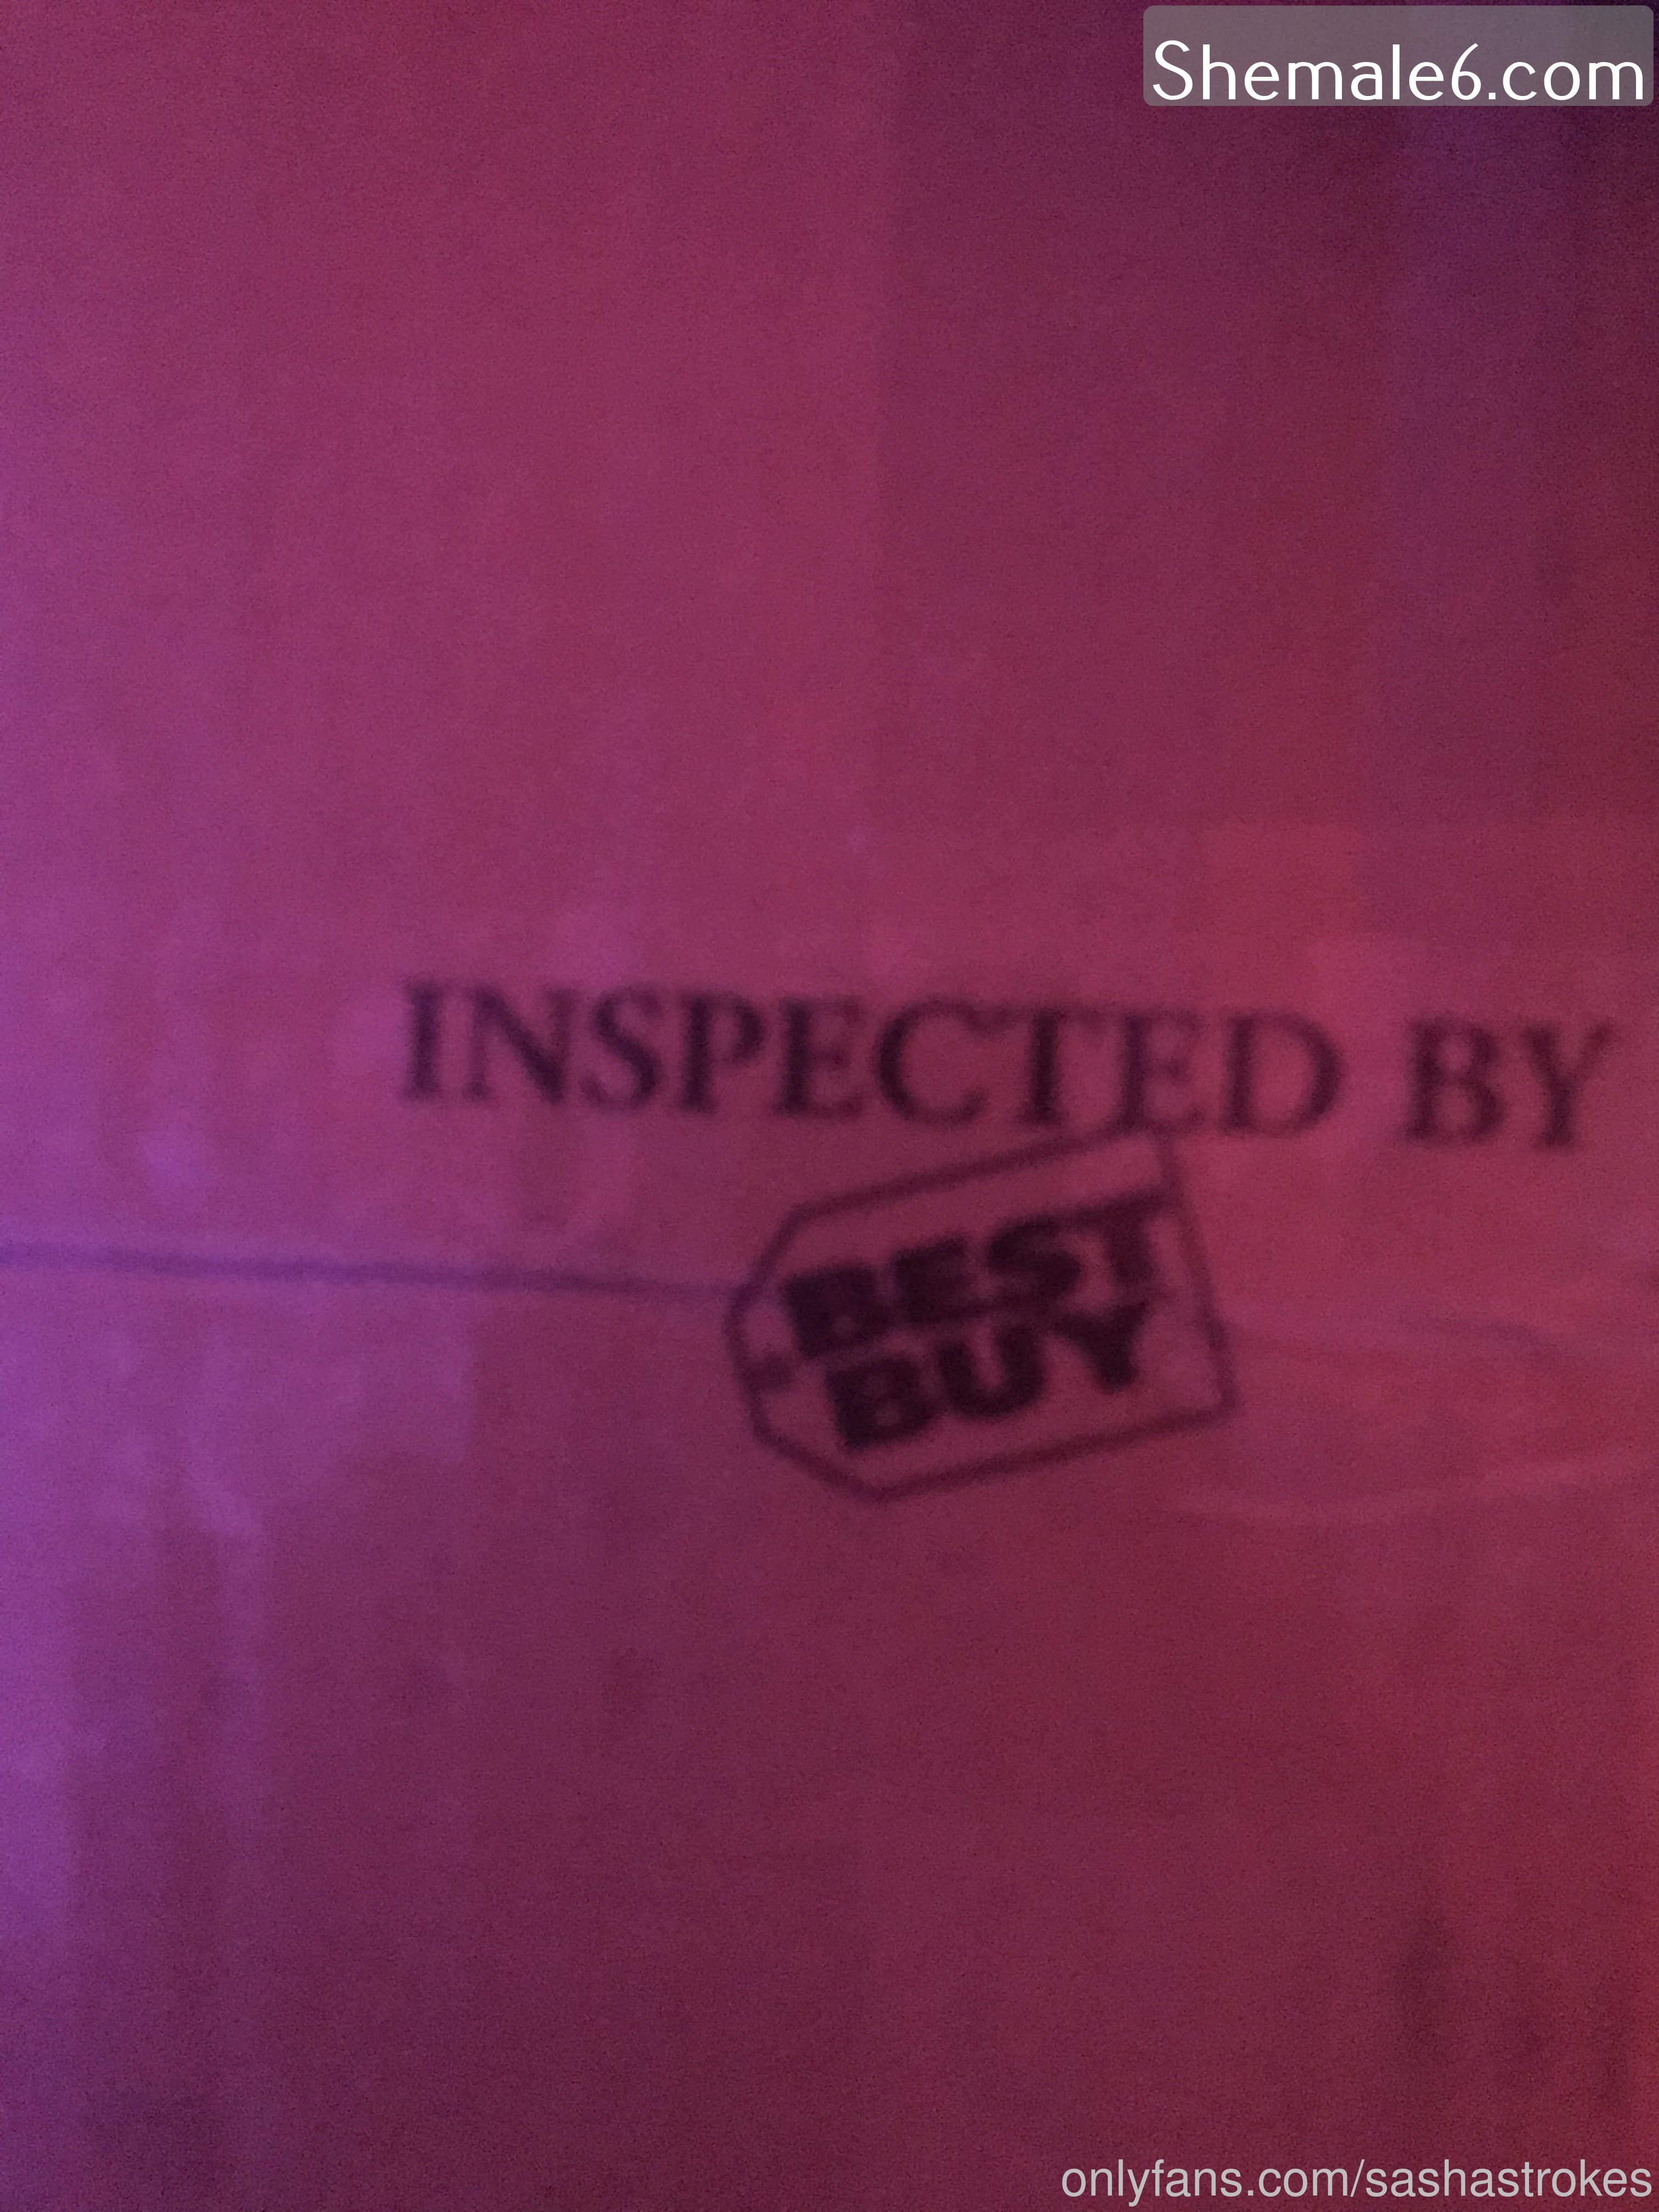 Shemale6.com
INSPECTED BY
BEST
BUY
onlyfans.com/sashastrokes